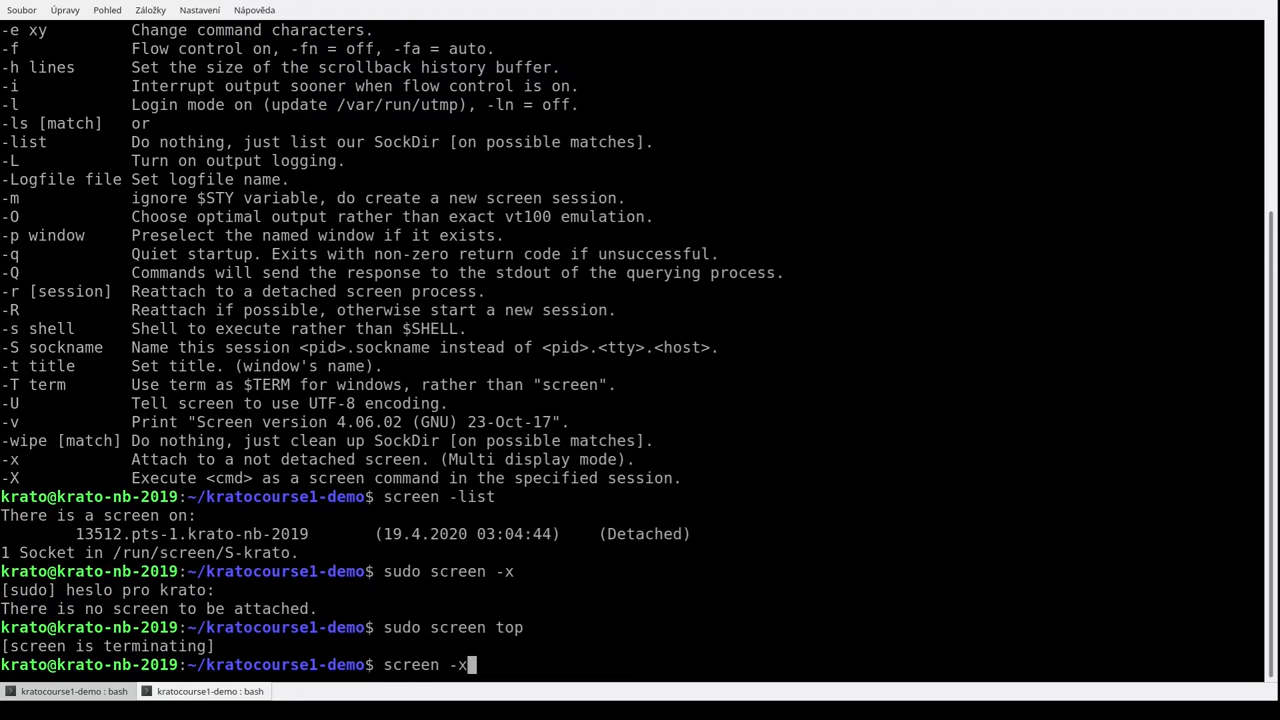 Soubor Úpravy Pohled Záložky Nastavení Nápověda
-e xy         Change command characters.
-f            Flow control on, -fn = off, -fa = auto.
-h lines      Set the size of the scrollback history buffer.
-i            Interrupt output sooner when flow control is on.
-l            Login mode on (update /var/run/utmp), -ln = off.
-ls [match]   or
-list         Do nothing, just list our SockDir [on possible matches].
-L            Turn on output logging.
-Logfile file Set logfile name.
-m            ignore $STY variable, do create a new screen session.
-O            Choose optimal output rather than exact vt100 emulation.
-p window     Preselect the named window if it exists.
-q            Quiet startup. Exits with non-zero return code if unsuccessful.
-Q            Commands will send the response to the stdout of the querying process.
-r [session]  Reattach to a detached screen process.
-R            Reattach if possible, otherwise start a new session.
-s shell      Shell to execute rather than $SHELL.
-S sockname   Name this session <pid>.sockname instead of <pid>.<tty>.<host>.
-t title      Set title. (window's name).
-T term       Use term as $TERM for windows, rather than "screen".
-U            Tell screen to use UTF-8 encoding.
-v            Print "Screen version 4.06.02 (GNU) 23-Oct-17".
-wipe [match] Do nothing, just clean up SockDir [on possible matches].
-x            Attach to a not detached screen. (Multi display mode).
-X            Execute <cmd> as a screen command in the specified session.
krato@krato-nb-2019:~/kratocourse1-demo$ screen -list
There is a screen on:
        13512.pts-1.krato-nb-2019       (19.4.2020 03:04:44)    (Detached)
1 Socket in /run/screen/S-krato.
krato@krato-nb-2019:~/kratocourse1-demo$ sudo screen -x
[sudo] heslo pro krato:
There is no screen to be attached.
krato@krato-nb-2019:~/kratocourse1-demo$ sudo screen top
[screen is terminating]
krato@krato-nb-2019:~/kratocourse1-demo$ screen -x
kratocourse1-demo : bash kratocourse1-demo : bash